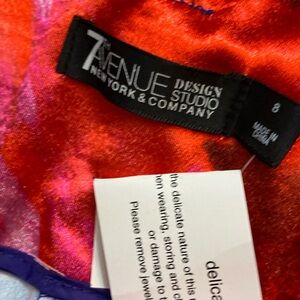 7TH AVENUE DESIGN STUDIO
NEW YORK & COMPANY
8
MADE IN
CHINA
delica
the delicate nature of this
when wearing, storing and
or damage to
Please remove jewel